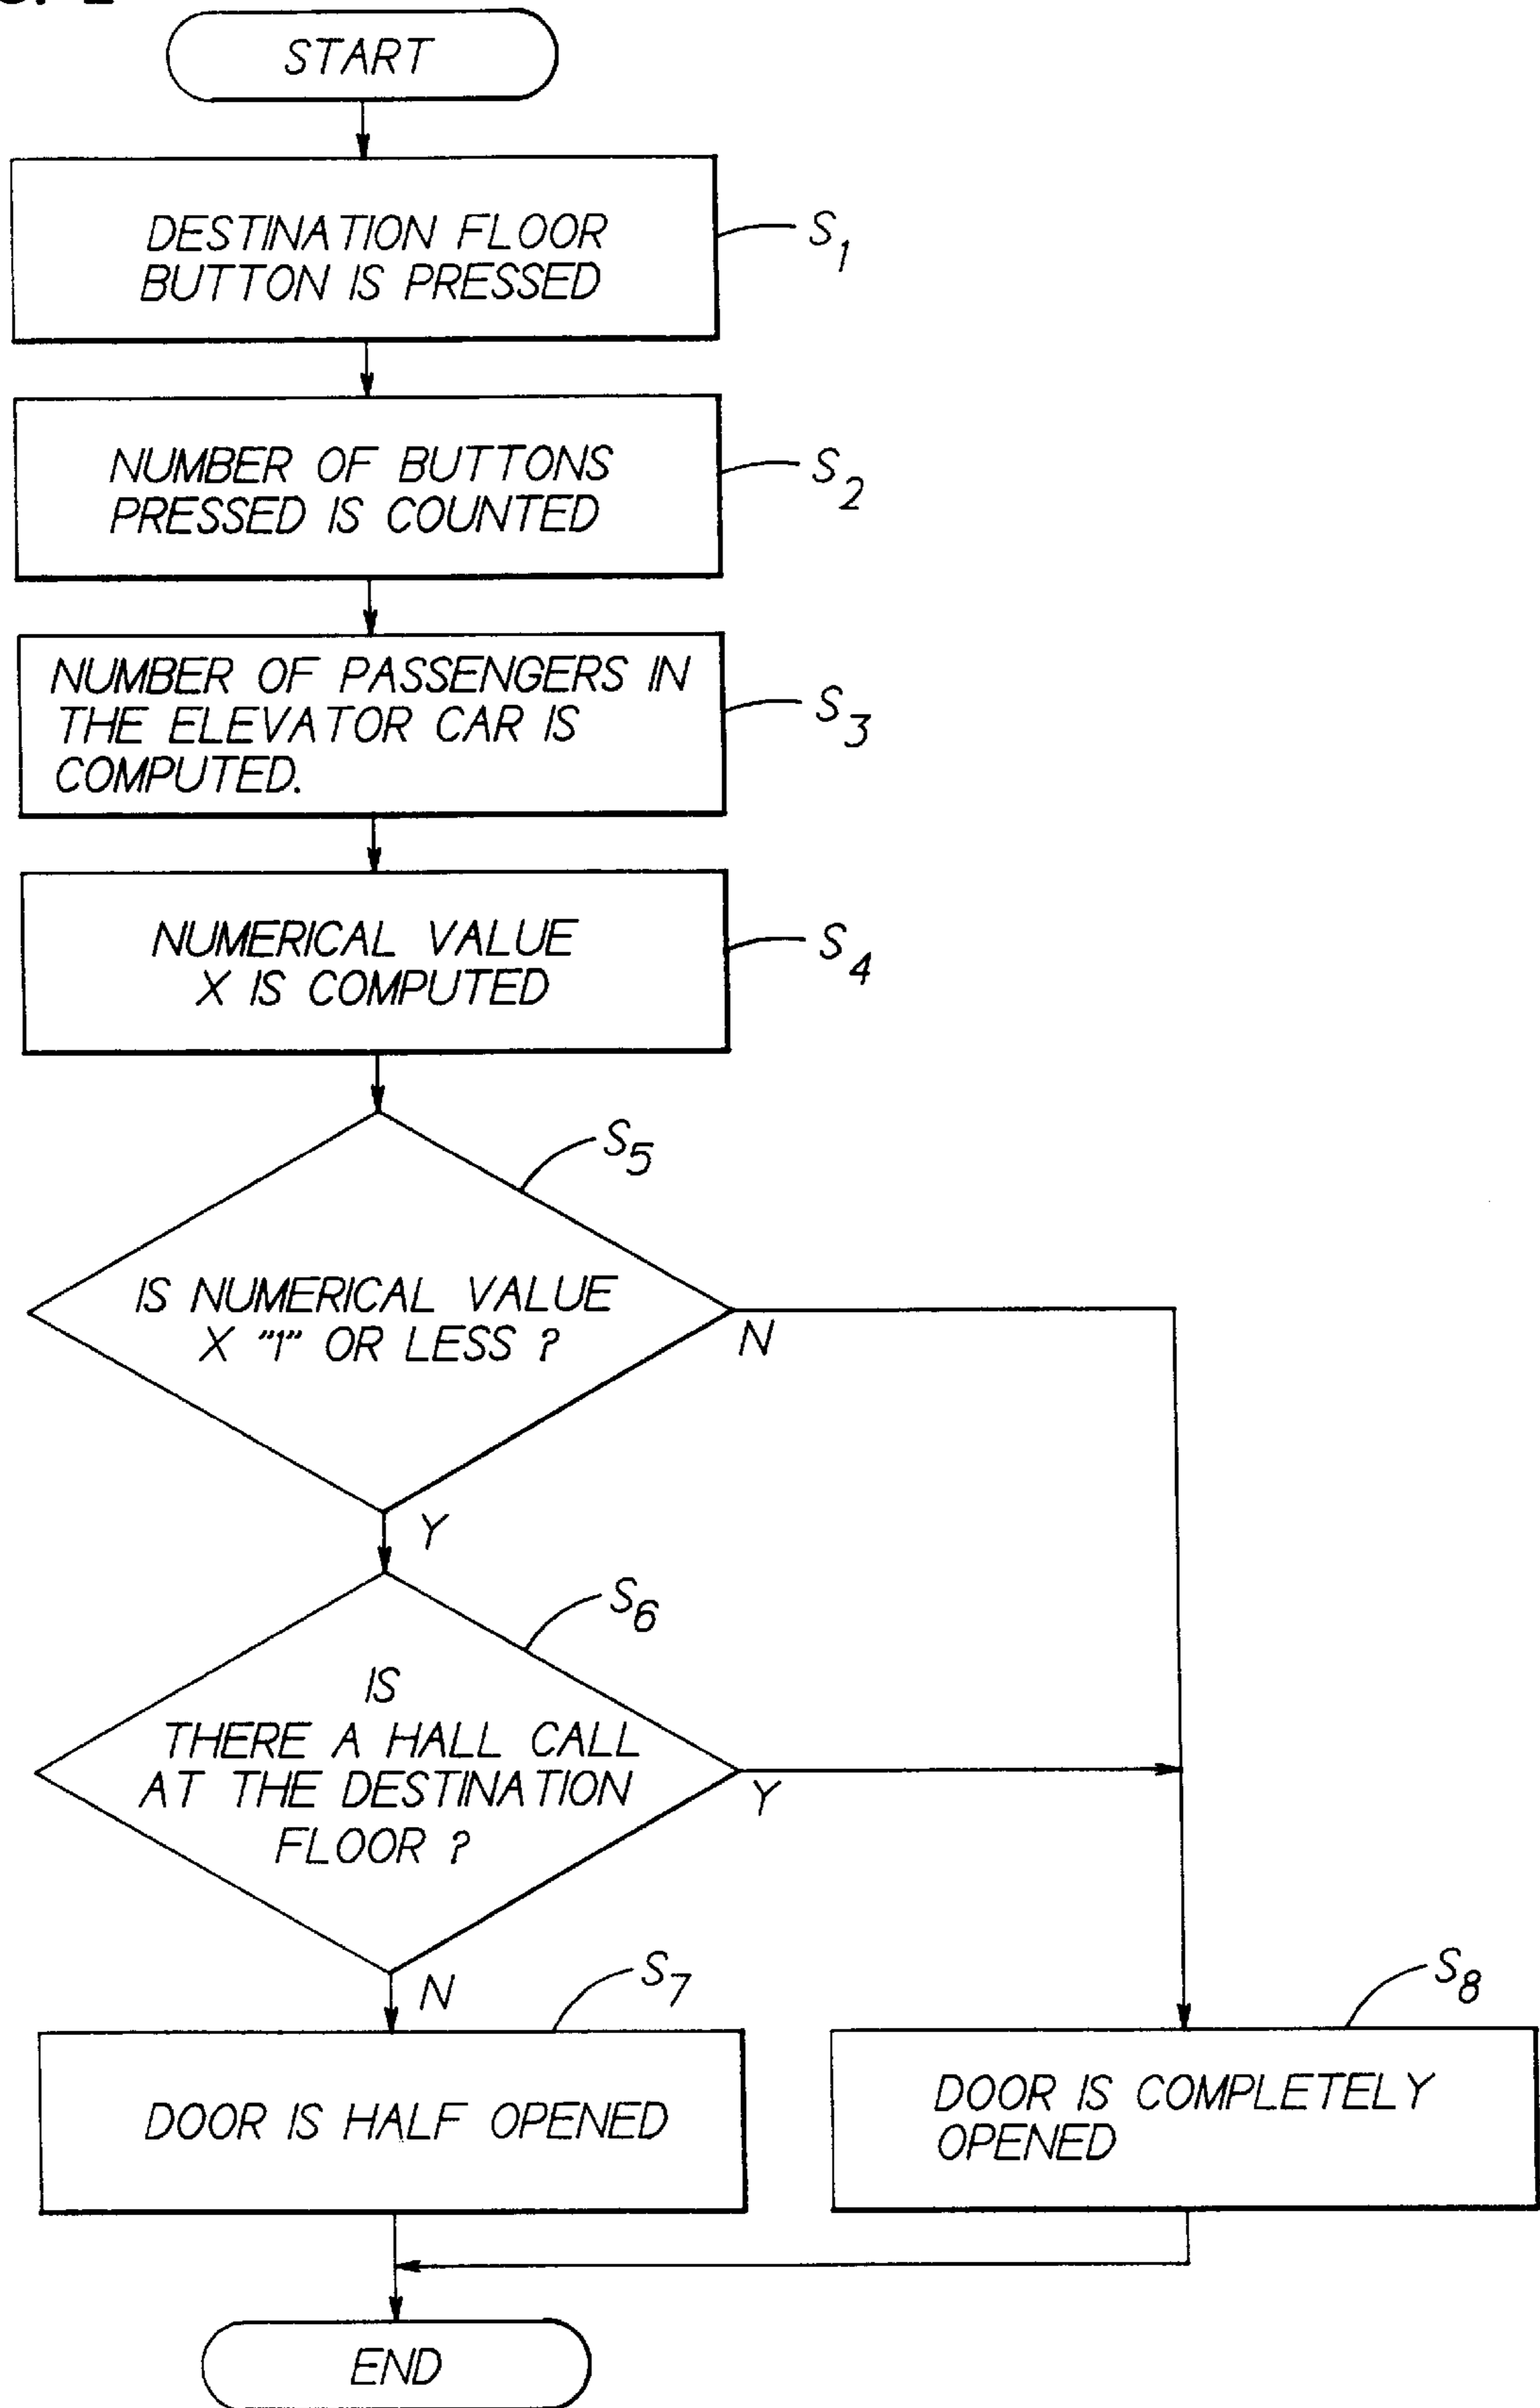 START
DESTINATION FLOOR
BUTTON IS PRESSED
S1
NUMBER OF BUTTONS
PRESSED IS COUNTED
S2
NUMBER OF PASSENGERS IN
THE ELEVATOR CAR IS
COMPUTED.
S3
NUMERICAL VALUE
X IS COMPUTED
S4
S5
IS NUMERICAL VALUE
X "1" OR LESS ?
N
Y
S6
IS
THERE A HALL CALL
AT THE DESTINATION
FLOOR ?
Y
N
S7
DOOR IS HALF OPENED
S8
DOOR IS COMPLETELY
OPENED
END